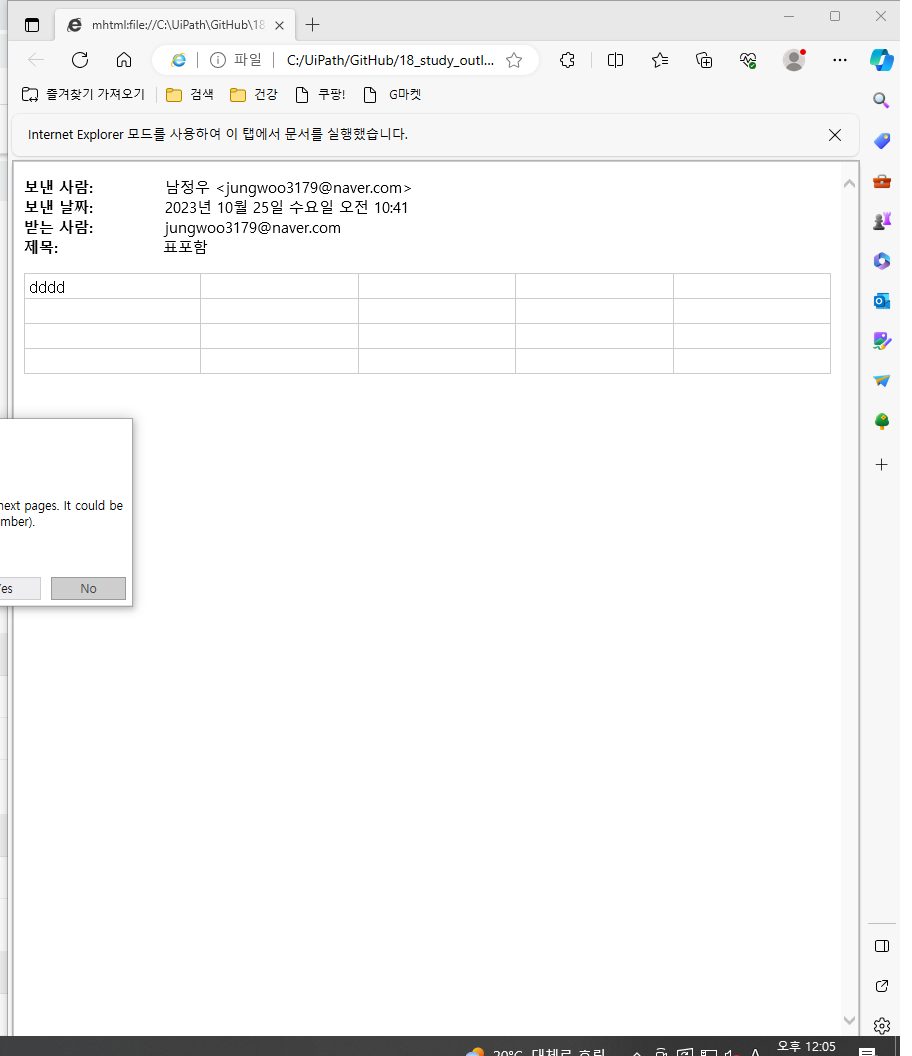 mhtml:file://C:\UiPath\GitHub\18
파일 C:/UiPath/GitHub/18_study_outl...
즐겨찾기 가져오기 검색 건강 쿠팡! G마켓
Internet Explorer 모드를 사용하여 이 탭에서 문서를 실행했습니다.
보낸 사람: 남정우 <jungwoo3179@naver.com>
보낸 날짜: 2023년 10월 25일 수요일 오전 10:41
받는 사람: jungwoo3179@naver.com
제목: 표포함
dddd
next pages. It could be
mber).
es No
오후 12:05
20°C 대체로 흐림